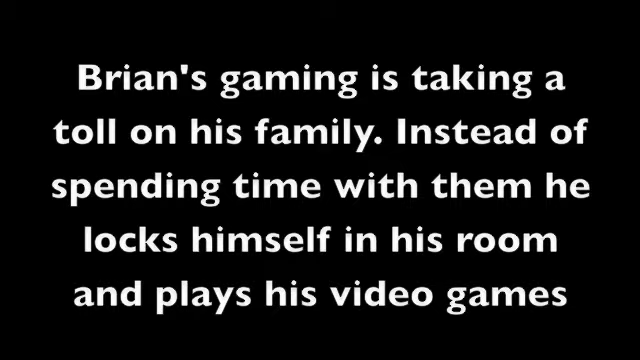 Brian's gaming is taking a
toll on his family. Instead of
spending time with them he
locks himself in his room
and plays his video games